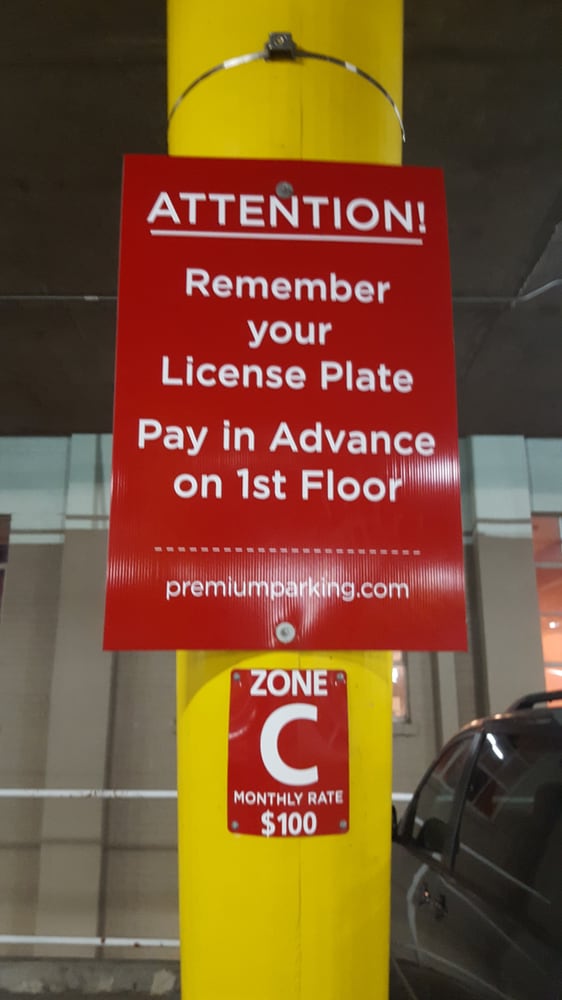 ATTENTION!
Remember
your
License Plate
Pay in Advance
on 1st Floor
premiumparking.com
ZONE
C
MONTHLY RATE
$100